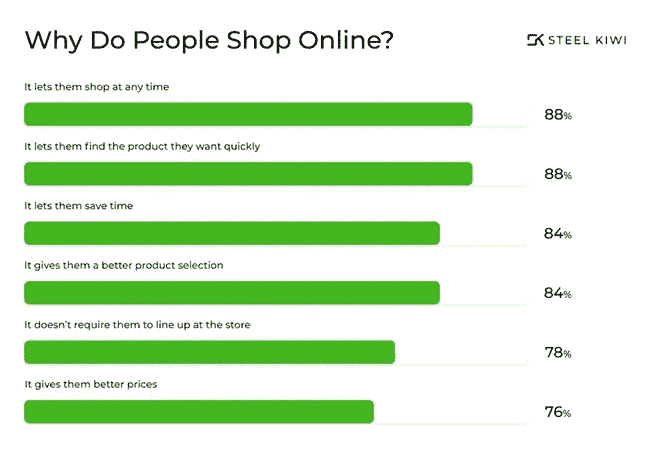 Why Do People Shop Online?
STEEL KIWI
It lets them shop at any time
88%
It lets them find the product they want quickly
88%
It lets them save time
84%
It gives them a better product selection
84%
It doesn't require them to line up at the store
78%
It gives them better prices
76%